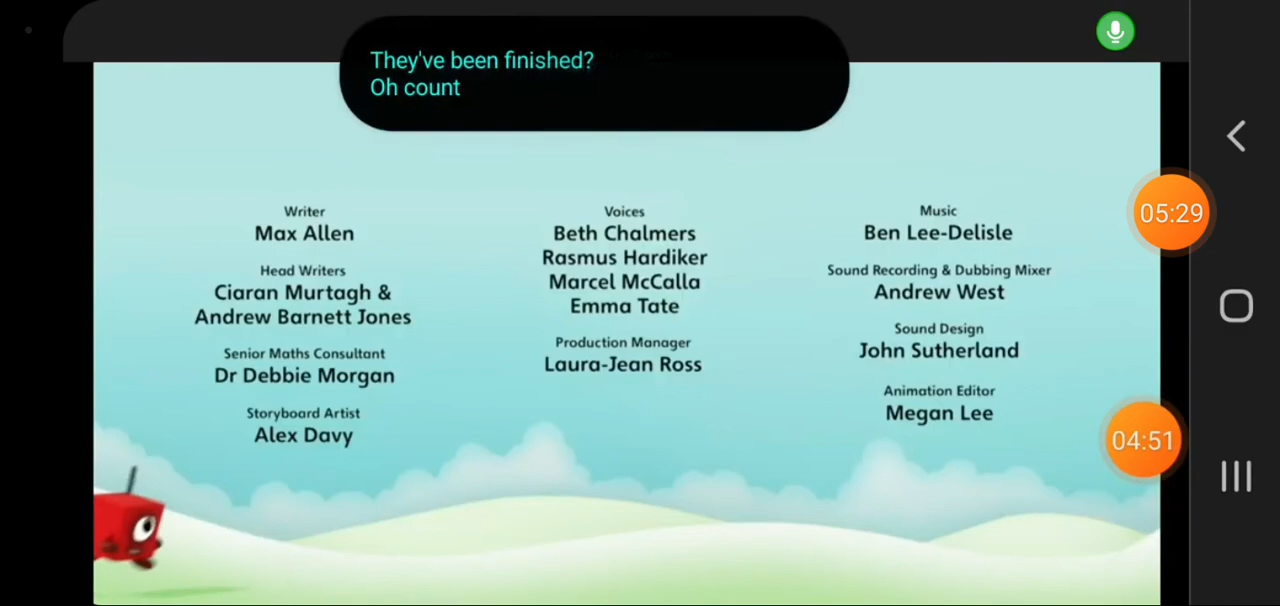 They've been finished?
Oh count
Writer
Max Allen
Head Writers
Ciaran Murtagh &
Andrew Barnett Jones
Senior Maths Consultant
Dr Debbie Morgan
Storyboard Artist
Alex Davy
Voices
Beth Chalmers
Rasmus Hardiker
Marcel McCalla
Emma Tate
Production Manager
Laura-Jean Ross
Music
Ben Lee-Delisle
Sound Recording & Dubbing Mixer
Andrew West
Sound Design
John Sutherland
Animation Editor
Megan Lee
05:29
04:51